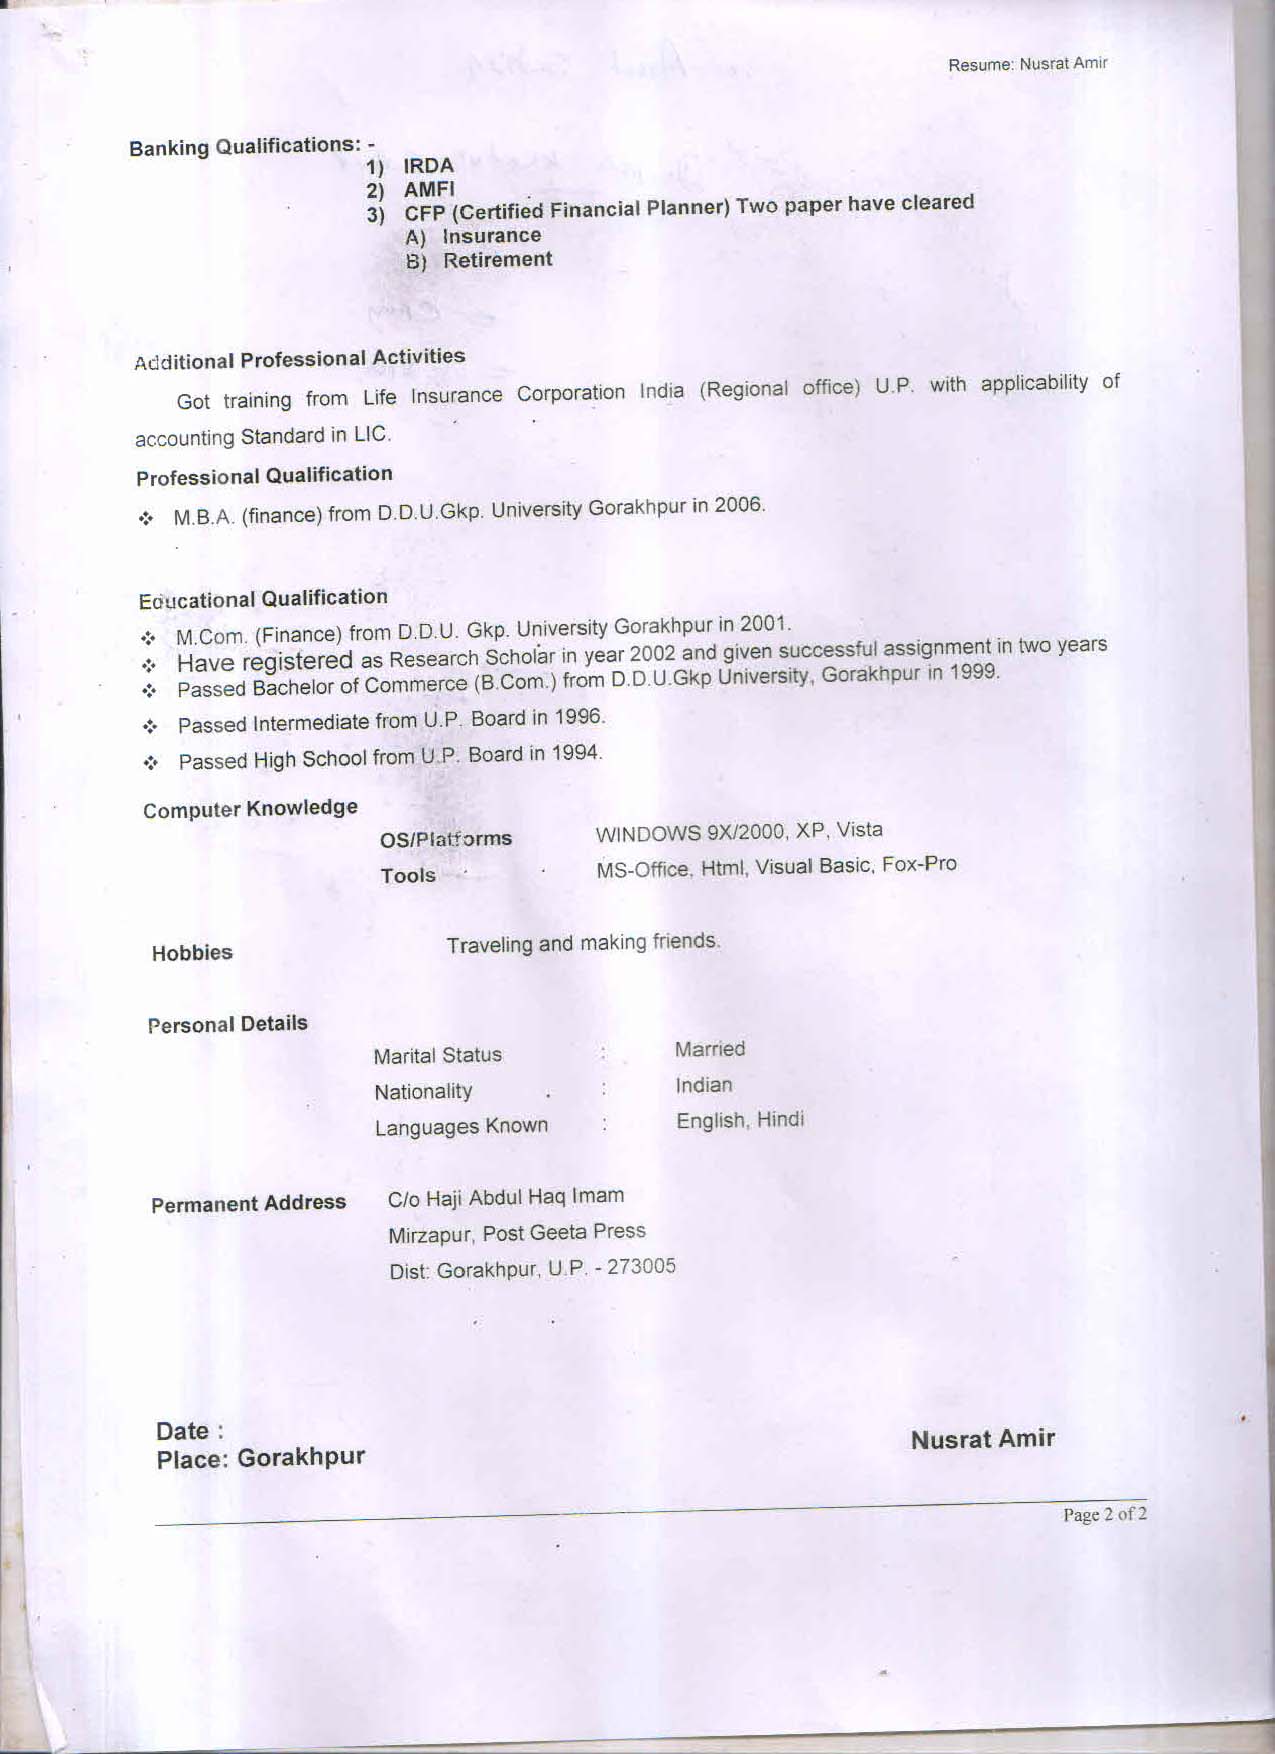 Resume: Nusrat Amir
Banking Qualifications: -
1) IRDA
2) AMFI
3) CFP (Certified Financial Planner) Two paper have cleared
A) Insurance
B) Retirement
Additional Professional Activities
Got training from Life Insurance Corporation India (Regional office) U.P. with applicability of
accounting Standard in LIC.
Professional Qualification
❖ M.B.A. (finance) from D.D.U.Gkp. University Gorakhpur in 2006.
Educational Qualification
❖ M.Com. (Finance) from D.D.U. Gkp. University Gorakhpur in 2001.
❖ Have registered as Research Scholar in year 2002 and given successful assignment in two years
❖ Passed Bachelor of Commerce (B.Com.) from D.D.U.Gkp University, Gorakhpur in 1999.
❖ Passed Intermediate from U.P. Board in 1996.
❖ Passed High School from U.P. Board in 1994.
Computer Knowledge
OS/Platforms WINDOWS 9X/2000, XP, Vista
Tools MS-Office, Html, Visual Basic, Fox-Pro
Hobbies Traveling and making friends.
Personal Details
Marital Status : Married
Nationality : Indian
Languages Known : English, Hindi
Permanent Address C/o Haji Abdul Haq Imam
Mirzapur, Post Geeta Press
Dist: Gorakhpur, U.P. - 273005
Date :
Place: Gorakhpur
Nusrat Amir
Page 2 of 2